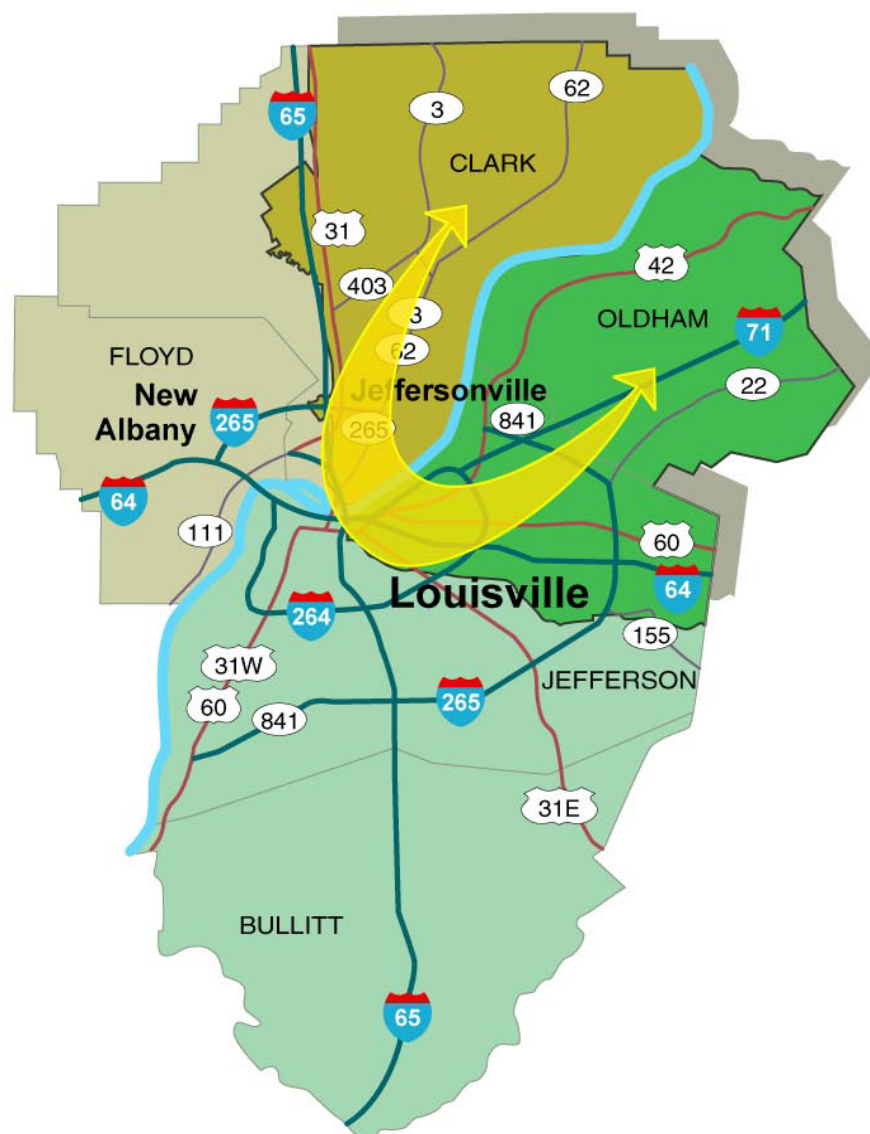 62
3
65
CLARK
31
42
403
3
OLDHAM
71
62
FLOYD
22
New
Jeffersonville
Albany
265
841
265
64
111
60
64
Louisville
264
155
31W
JEFFERSON
60
265
841
31E
BULLITT
65